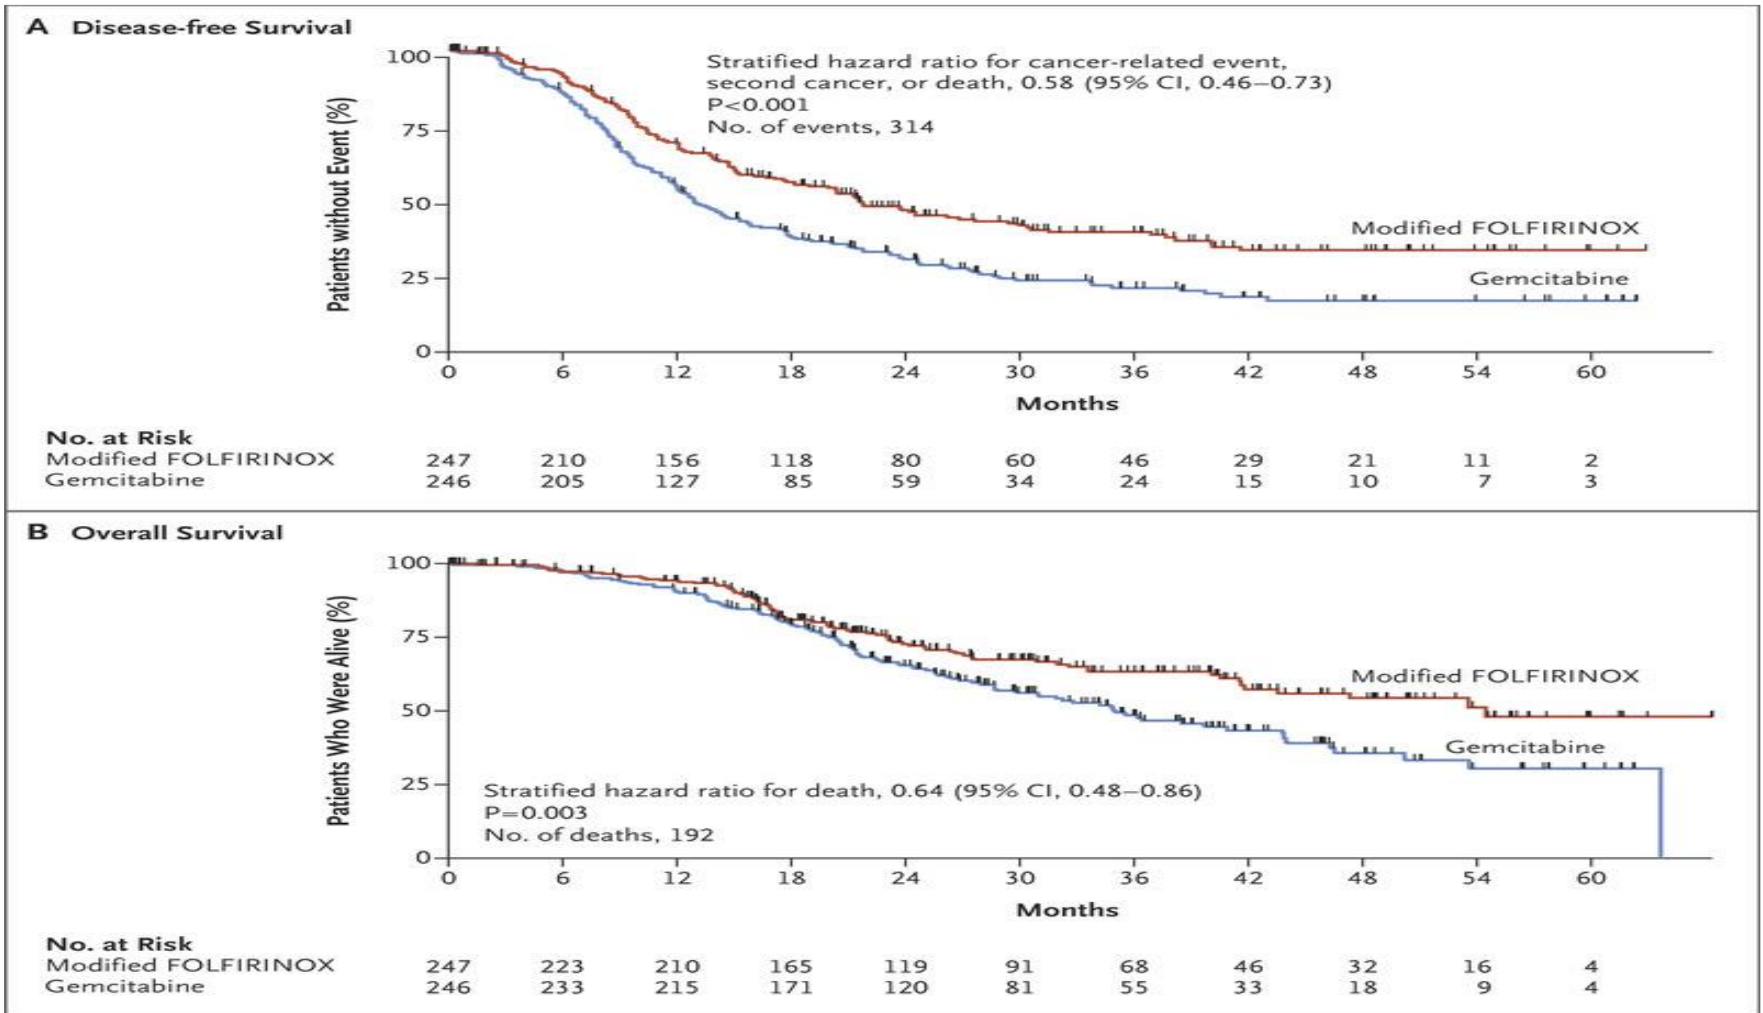 A Disease-free Survival
Patients without Event (%)
100
75
50
25
0
Stratified hazard ratio for cancer-related event,
second cancer, or death, 0.58 (95% CI, 0.46–0.73)
P<0.001
No. of events, 314
Modified FOLFIRINOX
Gemcitabine
0 6 12 18 24 30 36 42 48 54 60
Months
No. at Risk
Modified FOLFIRINOX 247 210 156 118 80 60 46 29 21 11 2
Gemcitabine 246 205 127 85 59 34 24 15 10 7 3
B Overall Survival
Patients Who Were Alive (%)
100
75
50
25
0
Modified FOLFIRINOX
Gemcitabine
Stratified hazard ratio for death, 0.64 (95% CI, 0.48–0.86)
P=0.003
No. of deaths, 192
0 6 12 18 24 30 36 42 48 54 60
Months
No. at Risk
Modified FOLFIRINOX 247 223 210 165 119 91 68 46 32 16 4
Gemcitabine 246 233 215 171 120 81 55 33 18 9 4